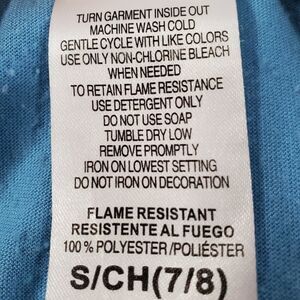 TURN GARMENT INSIDE OUT
MACHINE WASH COLD
GENTLE CYCLE WITH LIKE COLORS
USE ONLY NON-CHLORINE BLEACH
WHEN NEEDED
TO RETAIN FLAME RESISTANCE
USE DETERGENT ONLY
DO NOT USE SOAP
TUMBLE DRY LOW
REMOVE PROMPTLY
IRON ON LOWEST SETTING
DO NOT IRON ON DECORATION
FLAME RESISTANT
RESISTENTE AL FUEGO
100 % POLYESTER /POLIÉSTER
S/CH(7/8)